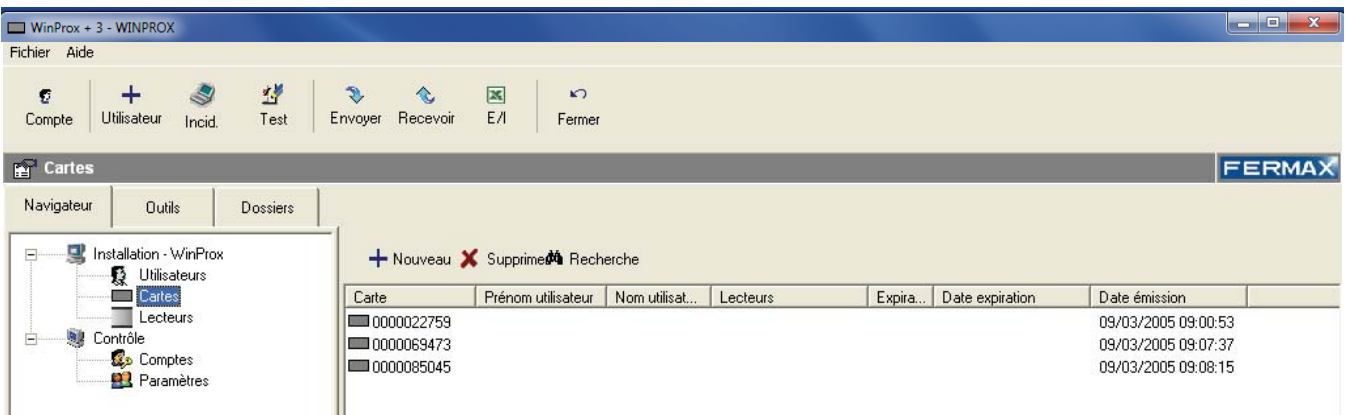 WinProx + 3 - WINPROX
Fichier Aide
Compte Utilisateur Incid. Test Envoyer Recevoir E/I Fermer
Cartes FERMAX
Navigateur Outils Dossiers
Installation - WinProx
Utilisateurs
Cartes
Lecteurs
Contrôle
Comptes
Paramètres
Nouveau Supprime Recherche
Carte Prénom utilisateur Nom utilisat... Lecteurs Expira... Date expiration Date émission
0000022759 09/03/2005 09:00:53
0000069473 09/03/2005 09:07:37
0000085045 09/03/2005 09:08:15